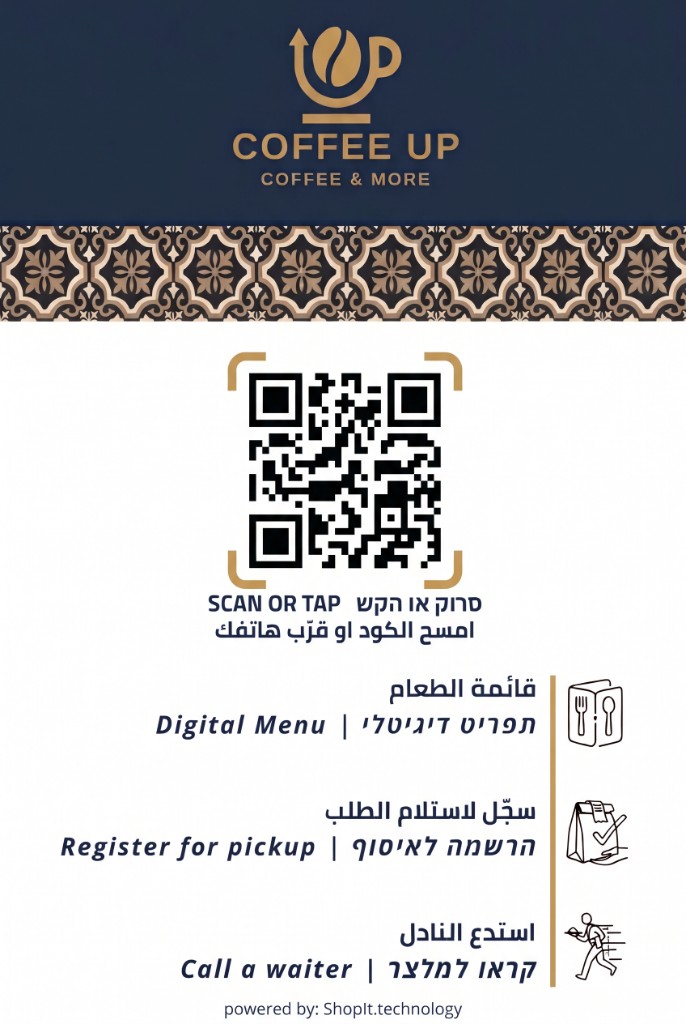 UP
COFFEE UP
COFFEE & MORE
SCAN OR TAP סרוק או הקש
امسح الكود او قرّب هاتفك
قائمة الطعام
Digital Menu | תפריט דיגיטלי
سجّل لاستلام الطلب
Register for pickup | הרשמה לאיסוף
استدع النادل
Call a waiter | קראו למלצר
powered by: ShopIt.technology